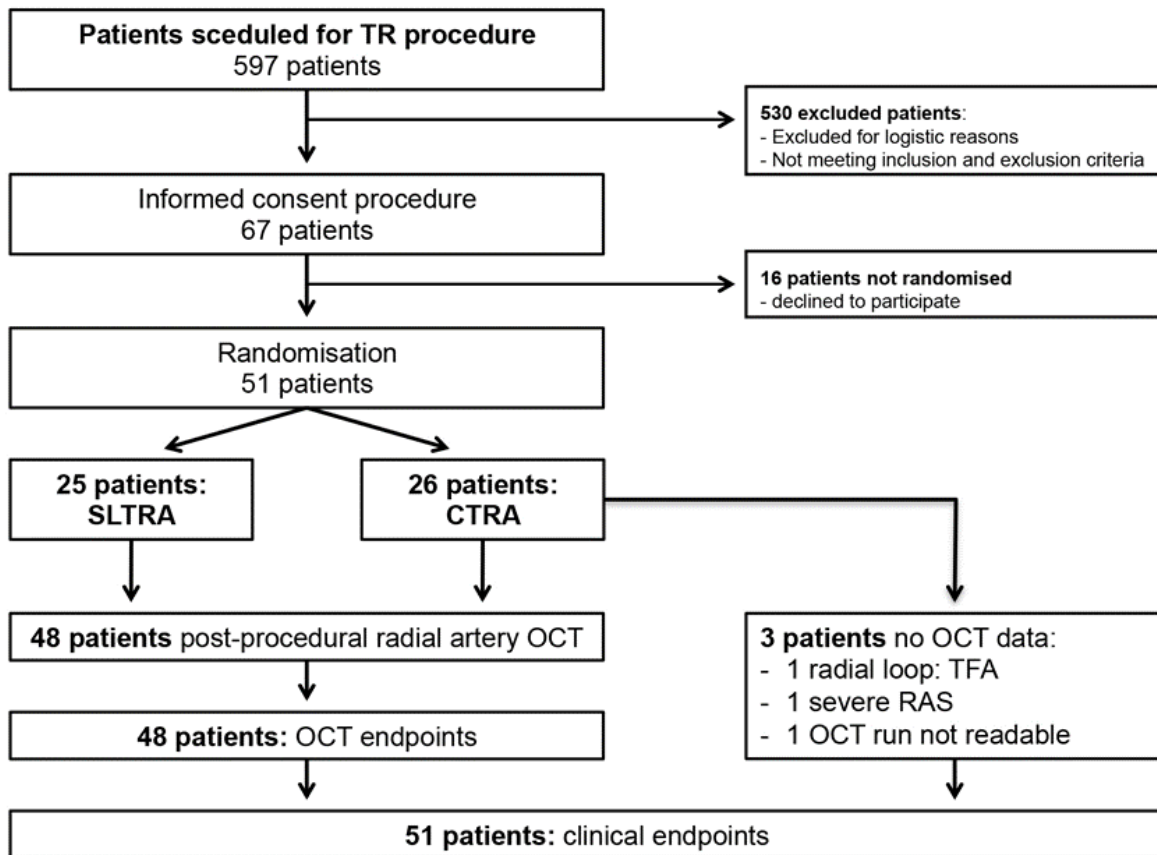 Patients sceduled for TR procedure
597 patients
530 excluded patients:
- Excluded for logistic reasons
- Not meeting inclusion and exclusion criteria
Informed consent procedure
67 patients
16 patients not randomised
- declined to participate
Randomisation
51 patients
25 patients:
SLTRA
26 patients:
CTRA
48 patients post-procedural radial artery OCT
3 patients no OCT data:
- 1 radial loop: TFA
- 1 severe RAS
- 1 OCT run not readable
48 patients: OCT endpoints
51 patients: clinical endpoints